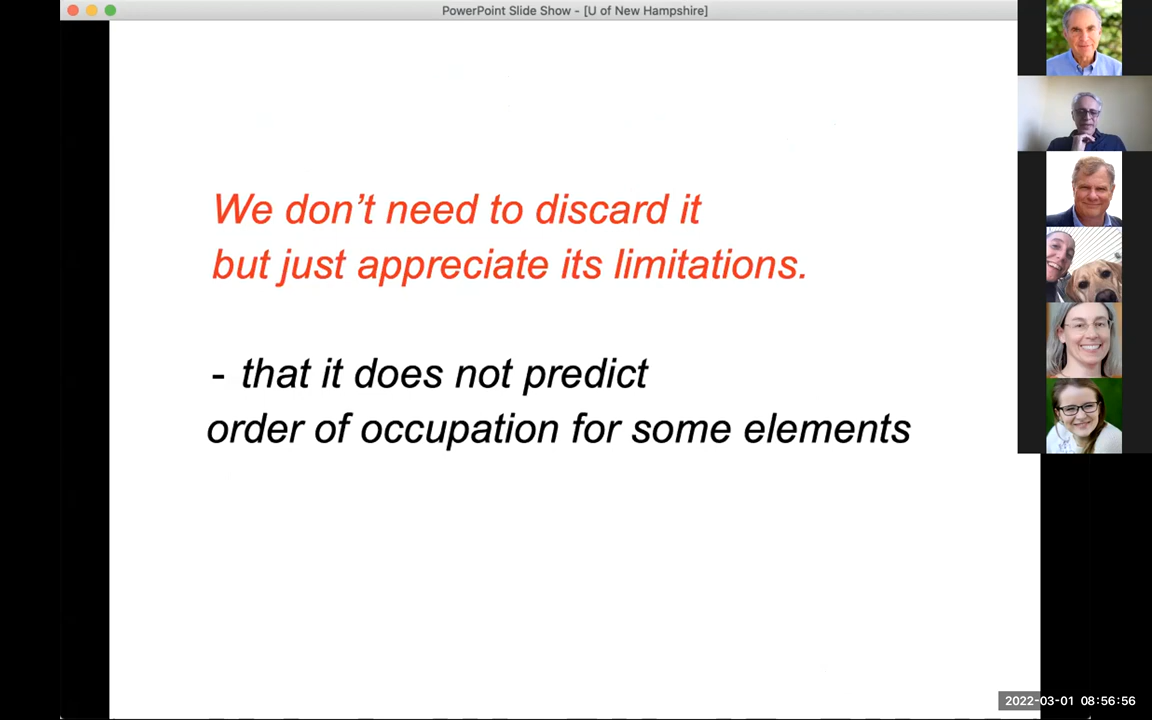 PowerPoint Slide Show - [U of New Hampshire]
We don’t need to discard it
but just appreciate its limitations.
- that it does not predict
order of occupation for some elements
2022-03-01 08:56:56